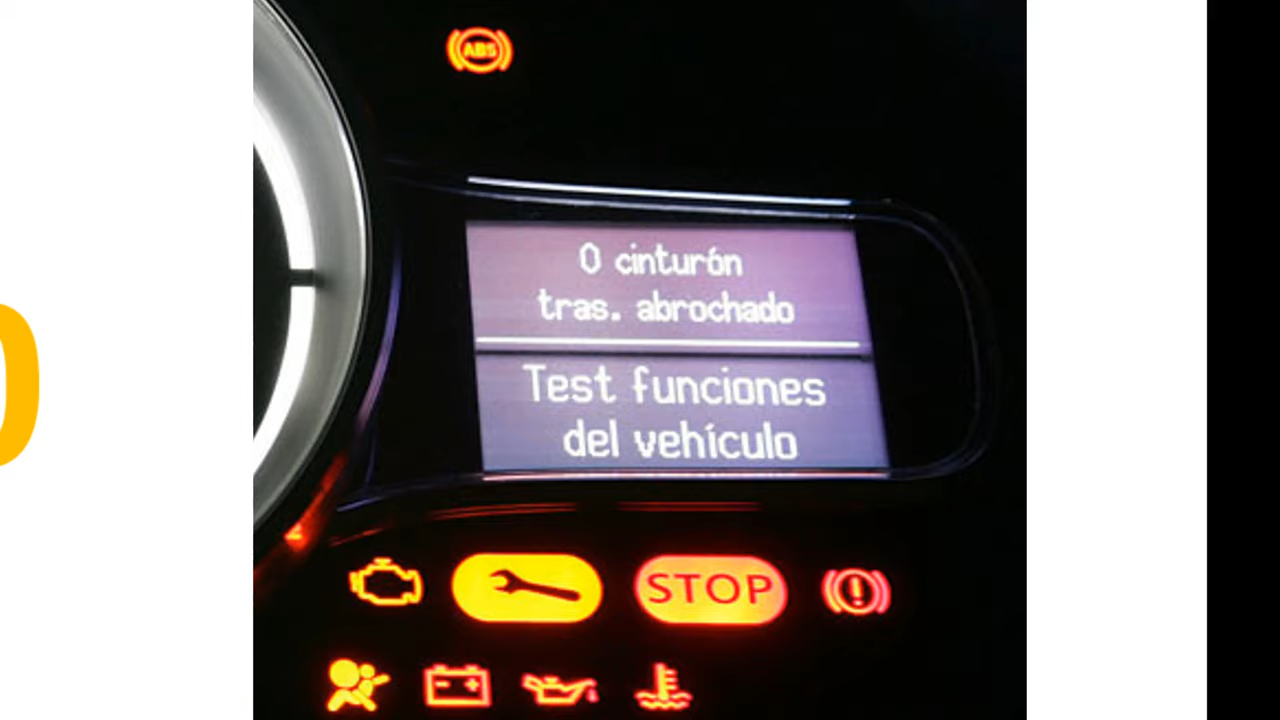 ABS
0 cinturón
tras. abrochado
Test funciones
del vehículo
STOP